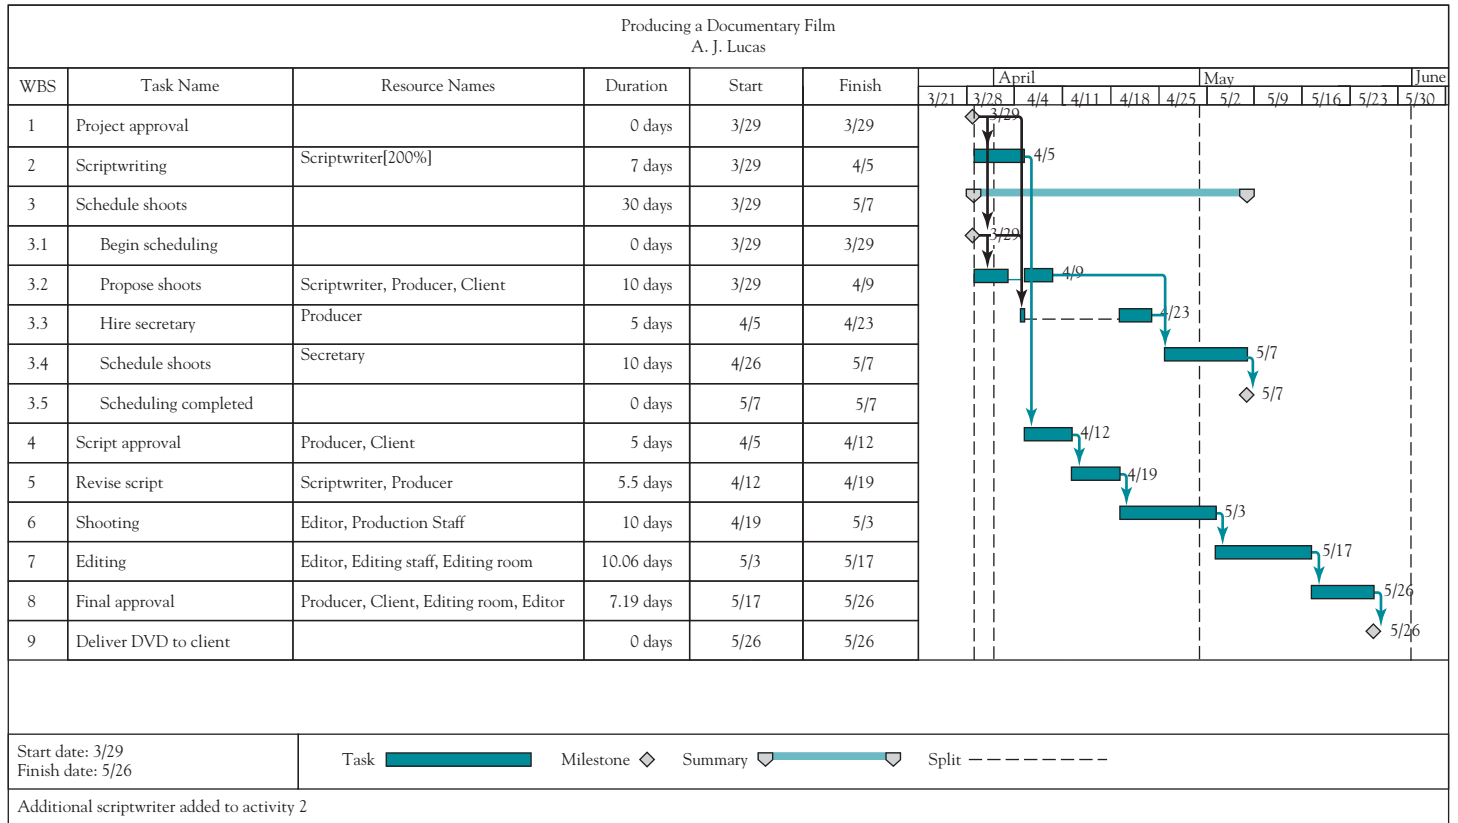 Producing a Documentary Film
A. J. Lucas
WBS Task Name Resource Names Duration Start Finish
April May June
3/21 3/28 4/4 4/11 4/18 4/25 5/2 5/9 5/16 5/23 5/30
1 Project approval 0 days 3/29 3/29 3/29
2 Scriptwriting Scriptwriter[200%] 7 days 3/29 4/5 4/5
3 Schedule shoots 30 days 3/29 5/7
3.1 Begin scheduling 0 days 3/29 3/29 3/29
3.2 Propose shoots Scriptwriter, Producer, Client 10 days 3/29 4/9 4/9
3.3 Hire secretary Producer 5 days 4/5 4/23 4/23
3.4 Schedule shoots Secretary 10 days 4/26 5/7 5/7
3.5 Scheduling completed 0 days 5/7 5/7 5/7
4 Script approval Producer, Client 5 days 4/5 4/12 4/12
5 Revise script Scriptwriter, Producer 5.5 days 4/12 4/19 4/19
6 Shooting Editor, Production Staff 10 days 4/19 5/3 5/3
7 Editing Editor, Editing staff, Editing room 10.06 days 5/3 5/17 5/17
8 Final approval Producer, Client, Editing room, Editor 7.19 days 5/17 5/26 5/26
9 Deliver DVD to client 0 days 5/26 5/26 5/26
Start date: 3/29
Finish date: 5/26
Task Milestone Summary Split
Additional scriptwriter added to activity 2